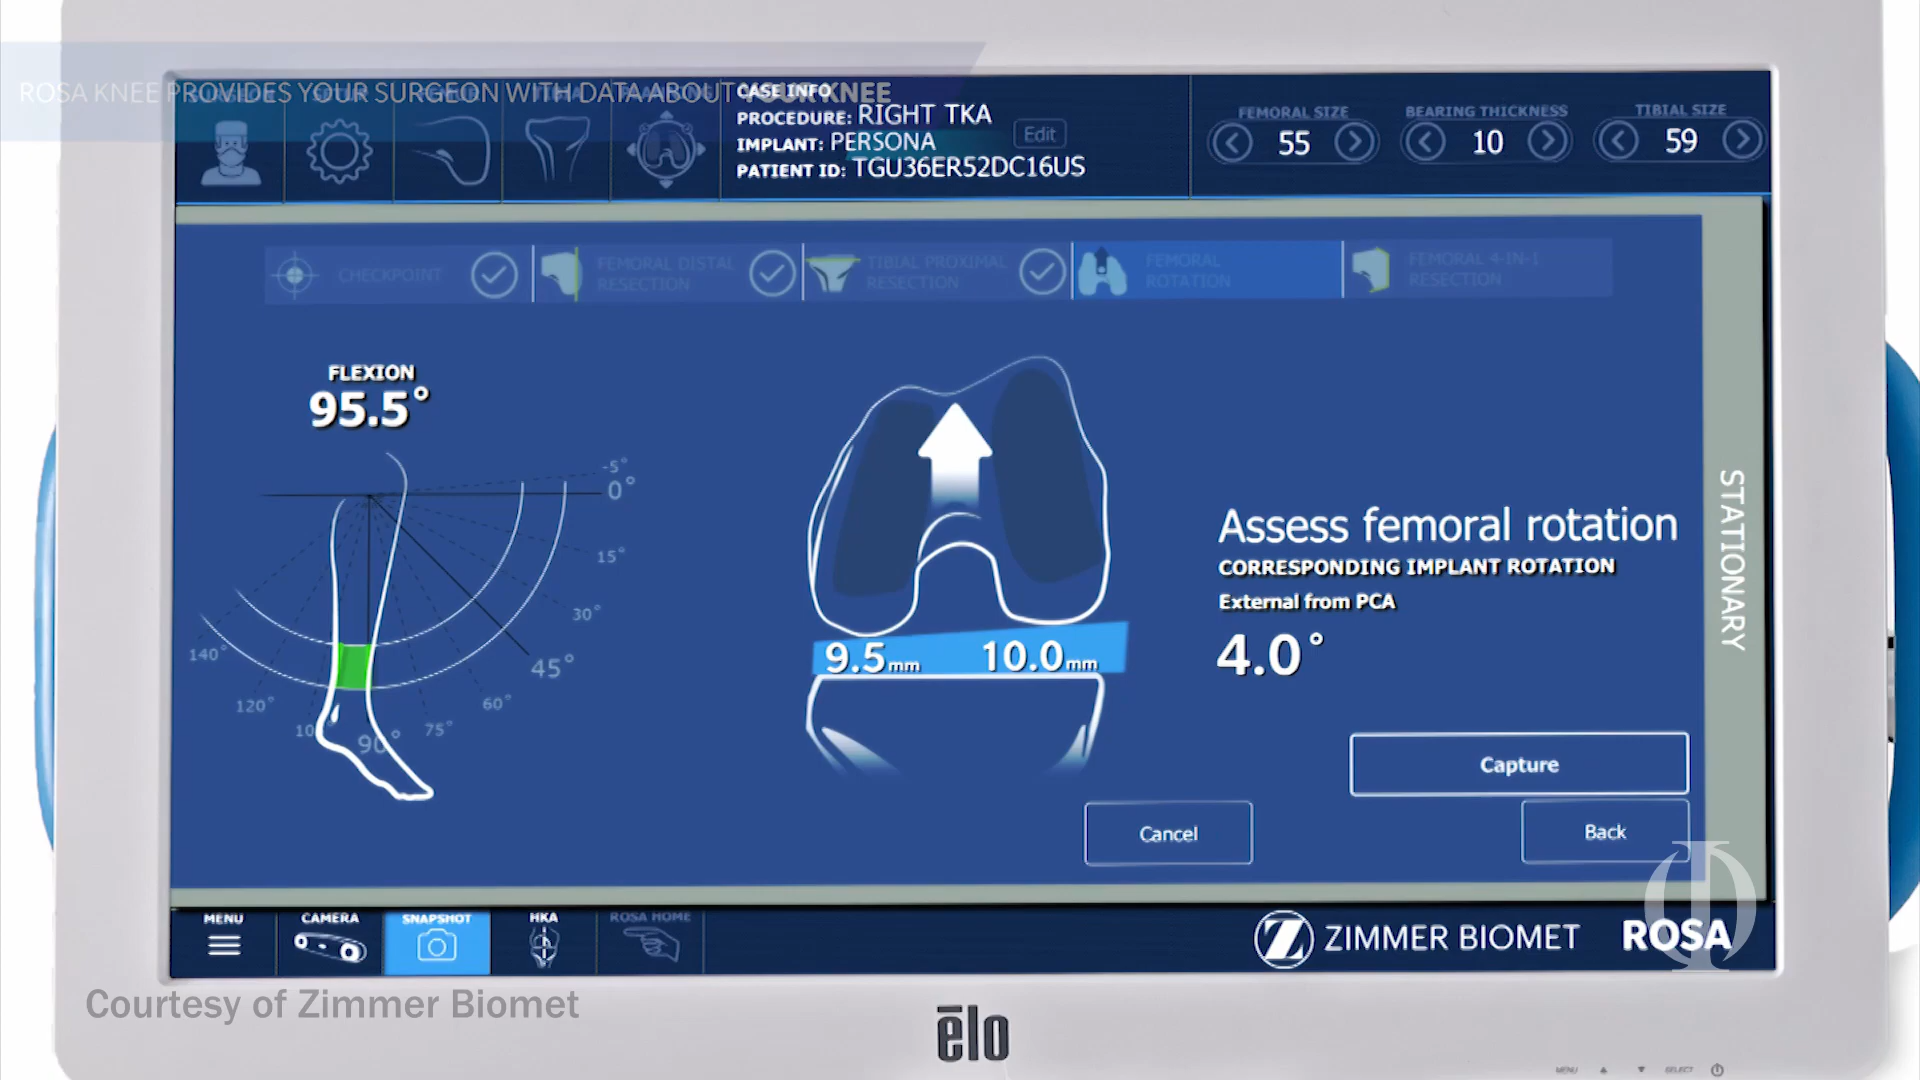 ROSA KNEE PROVIDES YOUR SURGEON WITH DATA ABOUT YOUR KNEE
CASE INFO
PROCEDURE: RIGHT TKA
IMPLANT: PERSONA
PATIENT ID: TGU36ER52DC16US
Edit
FEMORAL SIZE
55
BEARING THICKNESS
10
TIBIAL SIZE
59
CHECKPOINT
FEMORAL DISTAL
RESECTION
TIBIAL PROXIMAL
RESECTION
FEMORAL
ROTATION
FEMORAL 4-IN-1
RESECTION
FLEXION
95.5°
-5°
0°
15°
30°
45°
60°
75°
90°
120°
140°
9.5mm
10.0mm
Assess femoral rotation
CORRESPONDING IMPLANT ROTATION
External from PCA
4.0°
STATIONARY
Capture
Cancel
Back
MENU
CAMERA
SNAPSHOT
HKA
ROSA HOME
Z ZIMMER BIOMET
ROSA
Courtesy of Zimmer Biomet
ēlo
MENU
SELECT